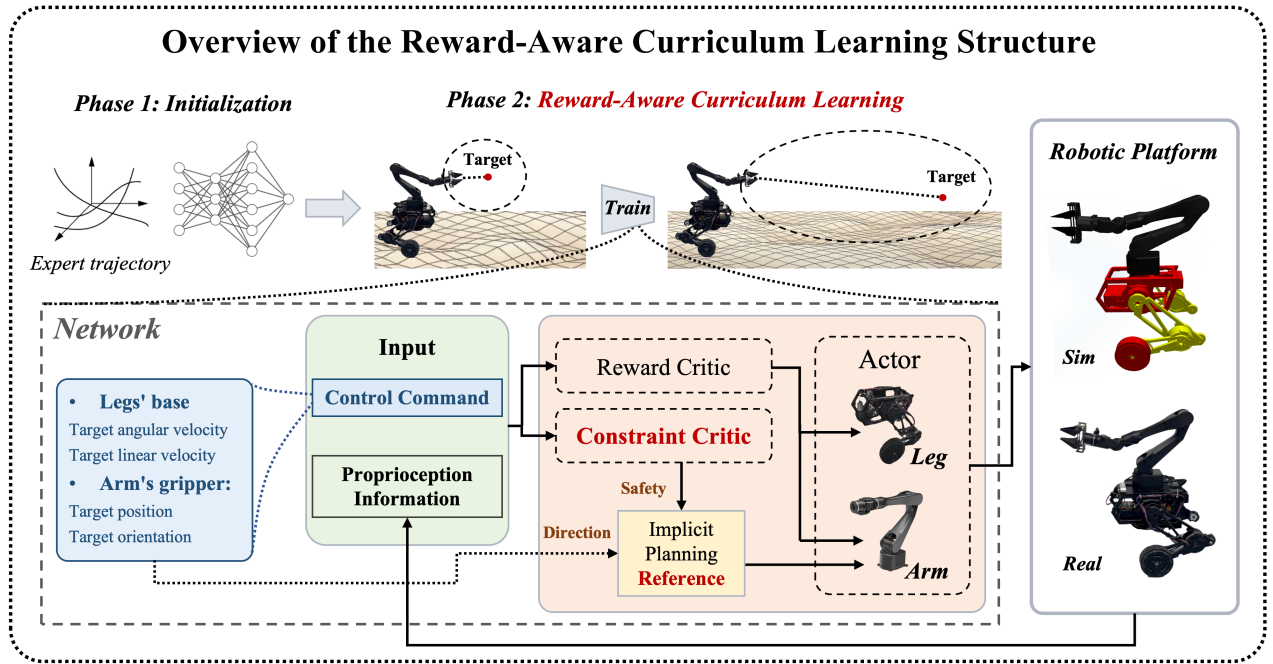 Overview of the Reward-Aware Curriculum Learning Structure
Phase 1: Initialization
Phase 2: Reward-Aware Curriculum Learning
Expert trajectory
Target
Train
Target
Robotic Platform
Sim
Real
Network
• Legs' base
Target angular velocity
Target linear velocity
• Arm's gripper:
Target position
Target orientation
Input
Control Command
Proprioception
Information
Reward Critic
Constraint Critic
Safety
Direction
Implicit
Planning
Reference
Actor
Leg
Arm